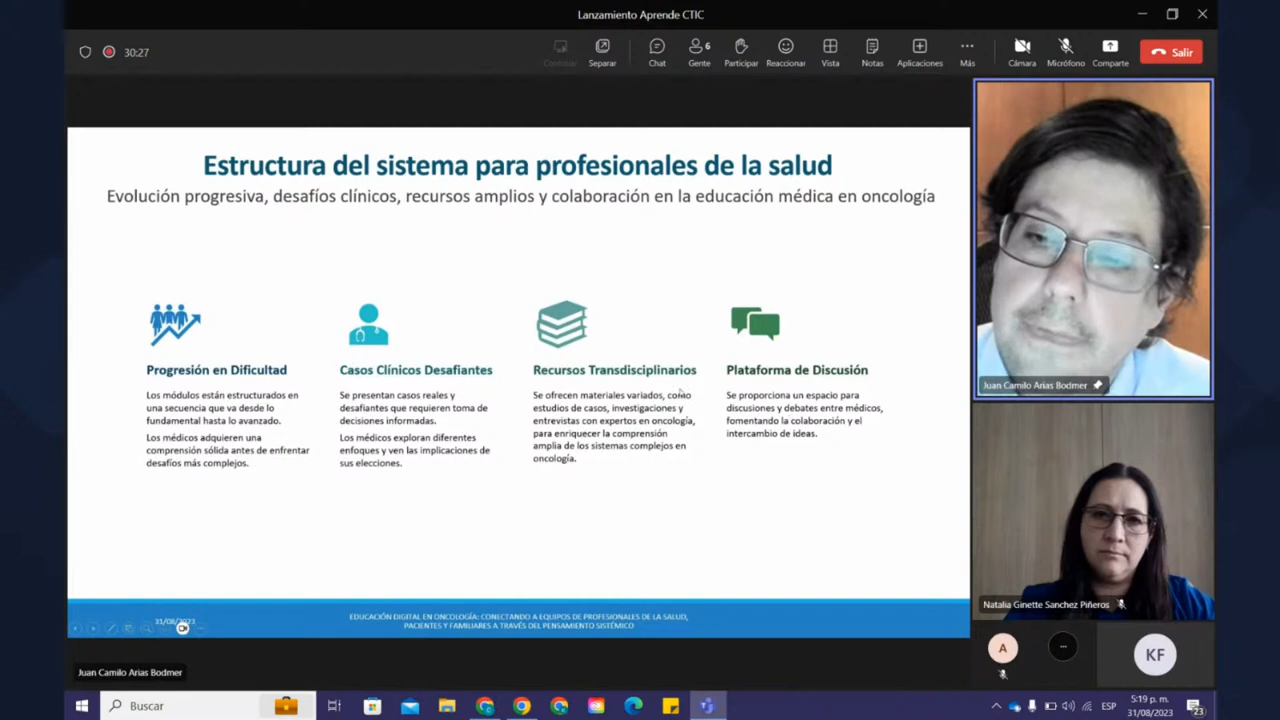 Lanzamiento Aprende CTIC
30:27
Controlar
Separar
Chat
6
Gente
Participar
Reaccionar
Vista
Notas
Aplicaciones
Más
Cámara
Micrófono
Comparte
Salir
Estructura del sistema para profesionales de la salud
Evolución progresiva, desafíos clínicos, recursos amplios y colaboración en la educación médica en oncología
Progresión en Dificultad
Los módulos están estructurados en
una secuencia que va desde lo
fundamental hasta lo avanzado.
Los médicos adquieren una
comprensión sólida antes de enfrentar
desafíos más complejos.
Casos Clínicos Desafiantes
Se presentan casos reales y
desafiantes que requieren toma de
decisiones informadas.
Los médicos exploran diferentes
enfoques y ven las implicaciones de
sus elecciones.
Recursos Transdisciplinarios
Se ofrecen materiales variados, como
estudios de casos, investigaciones y
entrevistas con expertos en oncología,
para enriquecer la comprensión
amplia de los sistemas complejos en
oncología.
Plataforma de Discusión
Se proporciona un espacio para
discusiones y debates entre médicos,
fomentando la colaboración y el
intercambio de ideas.
31/08/2023
EDUCACIÓN DIGITAL EN ONCOLOGÍA: CONECTANDO A EQUIPOS DE PROFESIONALES DE LA SALUD,
PACIENTES Y FAMILIARES A TRAVÉS DEL PENSAMIENTO SISTÉMICO
Juan Camilo Arias Bodmer
Juan Camilo Arias Bodmer
Natalia Ginette Sanchez Piñeros
A
KF
Buscar
ESP
5:19 p. m.
31/08/2023
23